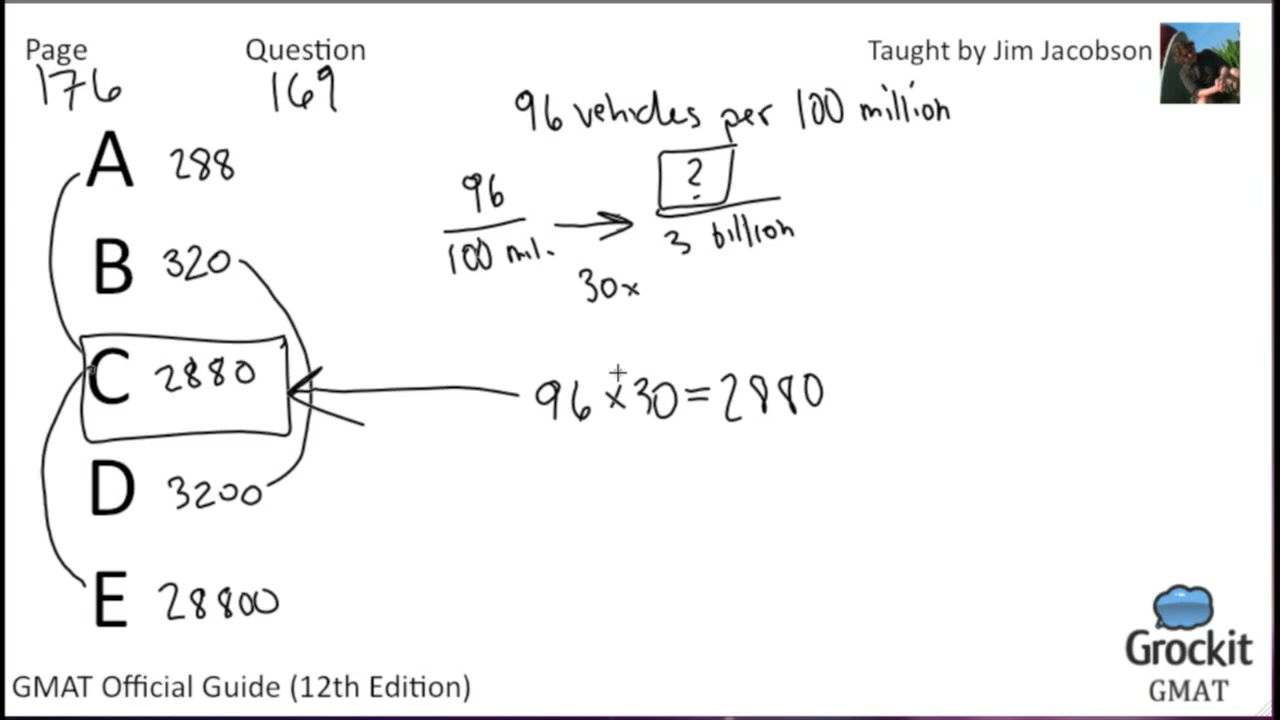 Page Question Taught by Jim Jacobson
176 169
96 vehicles per 100 million
A 288
96 ?
100 mil. 3 billion
B 320
30x
C 2880
96 x 30 = 2880
D 3200
E 28800
GMAT Official Guide (12th Edition)
Grockit
GMAT